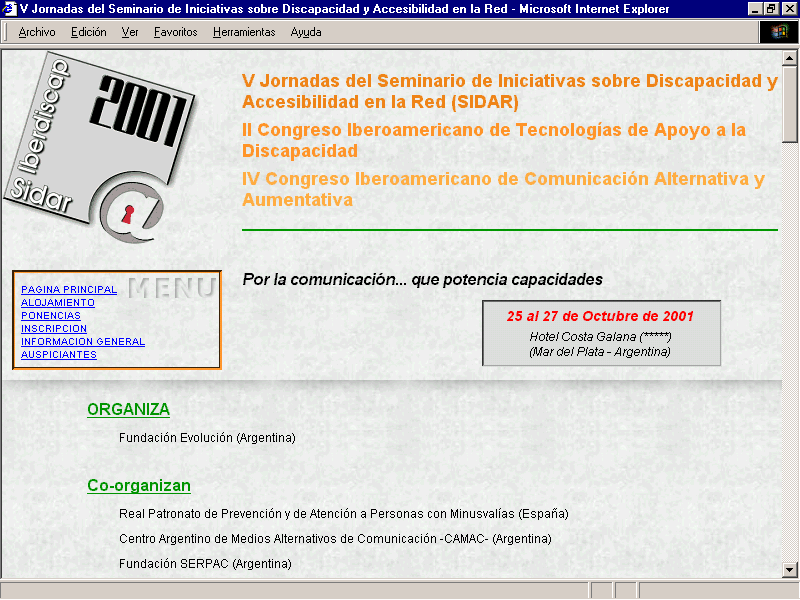 V Jornadas del Seminario de Iniciativas sobre Discapacidad y Accesibilidad en la Red - Microsoft Internet Explorer
Archivo Edición Ver Favoritos Herramientas Ayuda
Iberdiscap
2001
Sidar
@
V Jornadas del Seminario de Iniciativas sobre Discapacidad y
Accesibilidad en la Red (SIDAR)
II Congreso Iberoamericano de Tecnologías de Apoyo a la
Discapacidad
IV Congreso Iberoamericano de Comunicación Alternativa y
Aumentativa
MENU
PAGINA PRINCIPAL
ALOJAMIENTO
PONENCIAS
INSCRIPCION
INFORMACION GENERAL
AUSPICIANTES
Por la comunicación... que potencia capacidades
25 al 27 de Octubre de 2001
Hotel Costa Galana (*****)
(Mar del Plata - Argentina)
ORGANIZA
Fundación Evolución (Argentina)
Co-organizan
Real Patronato de Prevención y de Atención a Personas con Minusvalías (España)
Centro Argentino de Medios Alternativos de Comunicación -CAMAC- (Argentina)
Fundación SERPAC (Argentina)